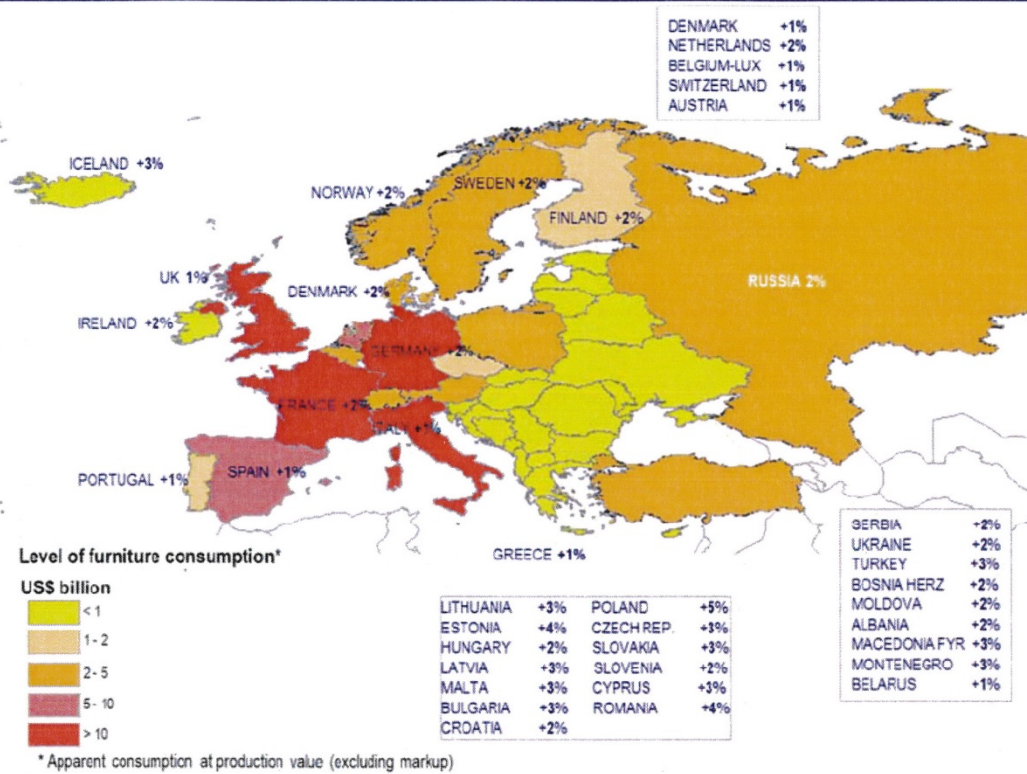 DENMARK +1%
NETHERLANDS +2%
BELGIUM-LUX +1%
SWITZERLAND +1%
AUSTRIA +1%
ICELAND +3%
NORWAY +2%
SWEDEN +2%
FINLAND +2%
UK 1%
DENMARK +2%
RUSSIA 2%
IRELAND +2%
GERMANY +2%
FRANCE +2%
ITALY +1%
PORTUGAL +1%
SPAIN +1%
GREECE +1%
Level of furniture consumption*
US$ billion
< 1
1 - 2
2 - 5
5 - 10
> 10
LITHUANIA +3% POLAND +5%
ESTONIA +4% CZECH REP. +3%
HUNGARY +2% SLOVAKIA +3%
LATVIA +3% SLOVENIA +2%
MALTA +3% CYPRUS +3%
BULGARIA +3% ROMANIA +4%
CROATIA +2%
SERBIA +2%
UKRAINE +2%
TURKEY +3%
BOSNIA HERZ +2%
MOLDOVA +2%
ALBANIA +2%
MACEDONIA FYR +3%
MONTENEGRO +3%
BELARUS +1%
* Apparent consumption at production value (excluding markup)